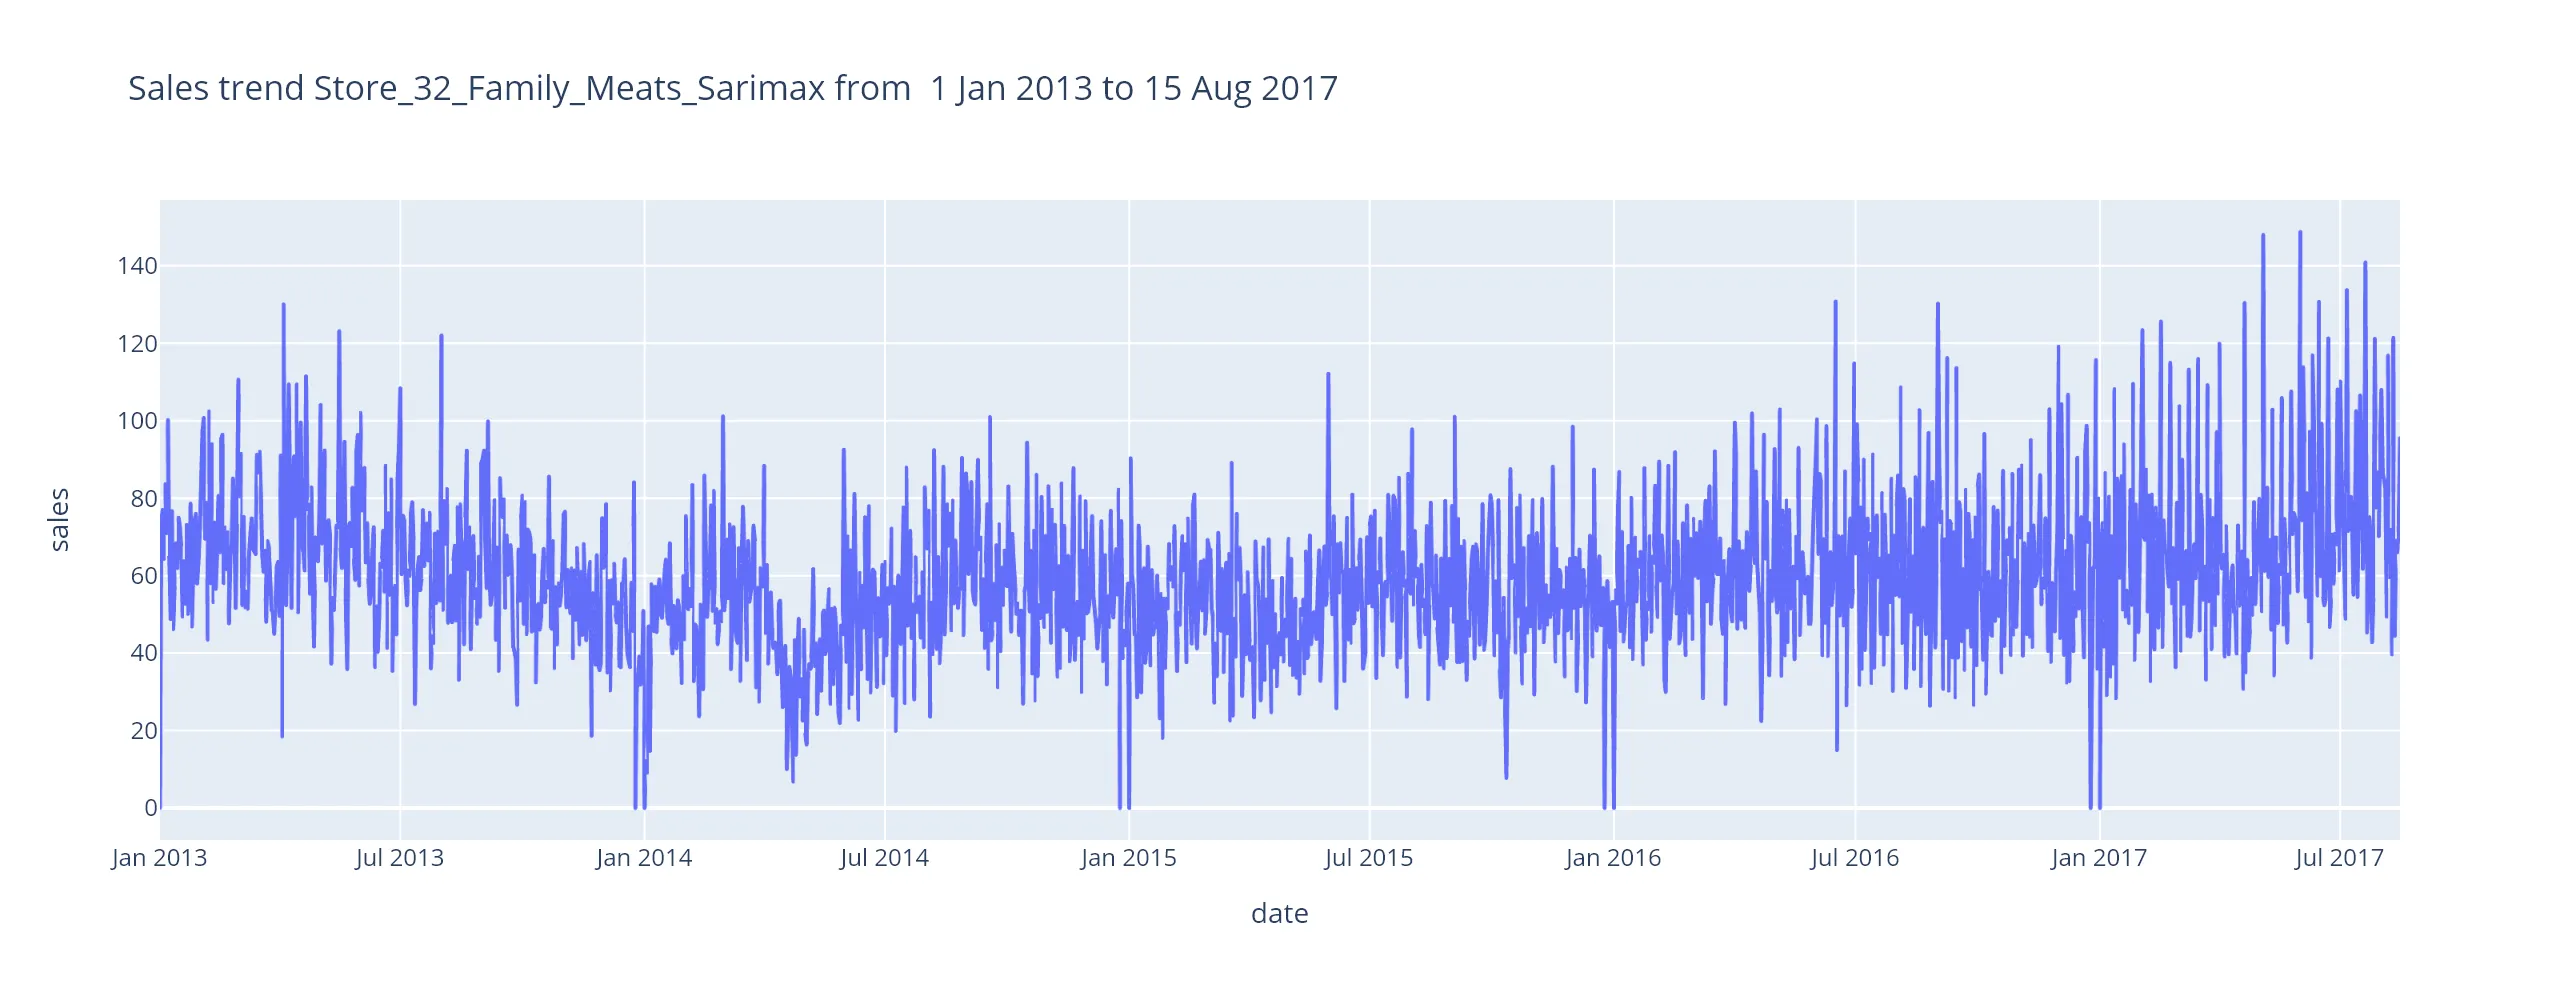 Sales trend Store_32_Family_Meats_Sarimax from  1 Jan 2013 to 15 Aug 2017
140
120
100
80
60
40
20
0
sales
Jan 2013 Jul 2013 Jan 2014 Jul 2014 Jan 2015 Jul 2015 Jan 2016 Jul 2016 Jan 2017 Jul 2017
date